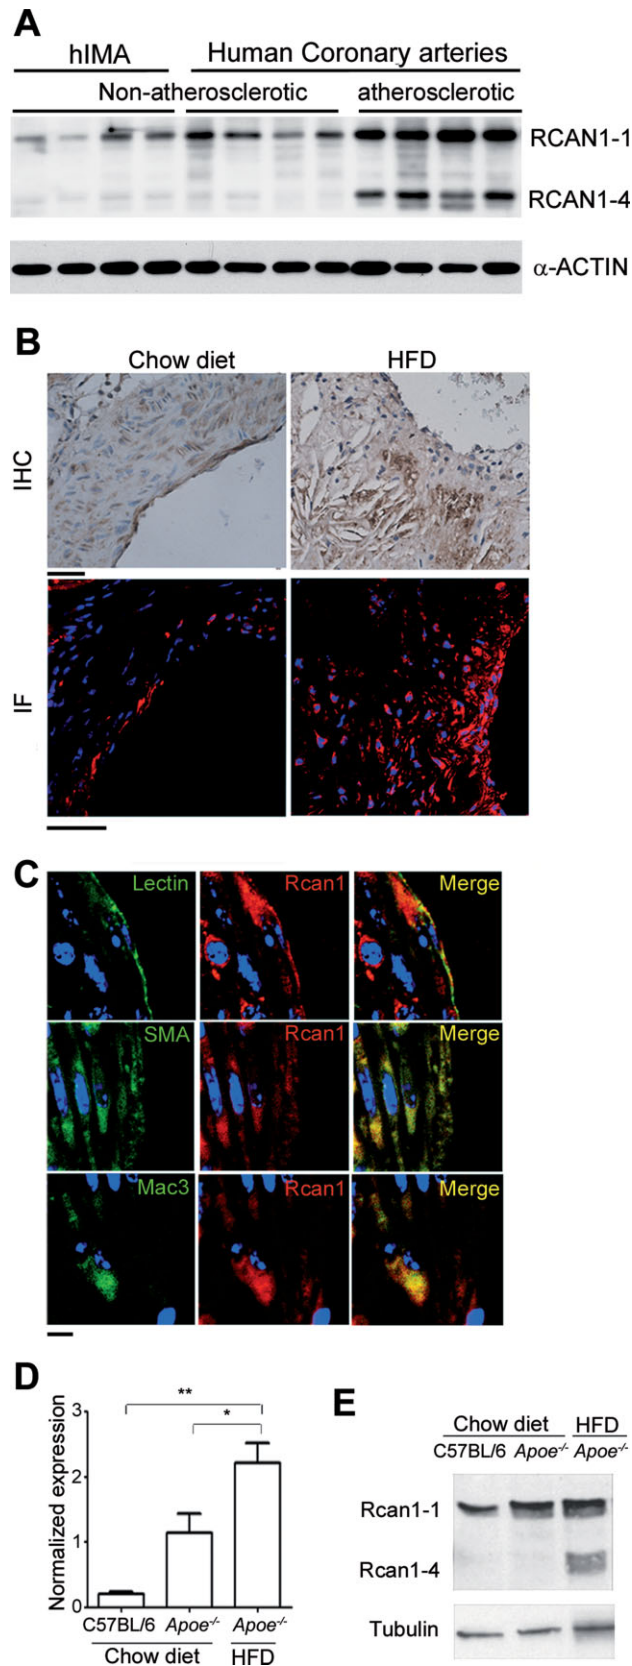 A
hIMA
Human Coronary arteries
Non-atherosclerotic
atherosclerotic
RCAN1-1
RCAN1-4
α-ACTIN
B
Chow diet
HFD
IHC
IF
C
Lectin
Rcan1
Merge
SMA
Rcan1
Merge
Mac3
Rcan1
Merge
D
**
*
Normalized expression
3
2
1
0
C57BL/6
Apoe-/-
Apoe-/-
Chow diet
HFD
E
Chow diet
HFD
C57BL/6
Apoe-/-
Apoe-/-
Rcan1-1
Rcan1-4
Tubulin